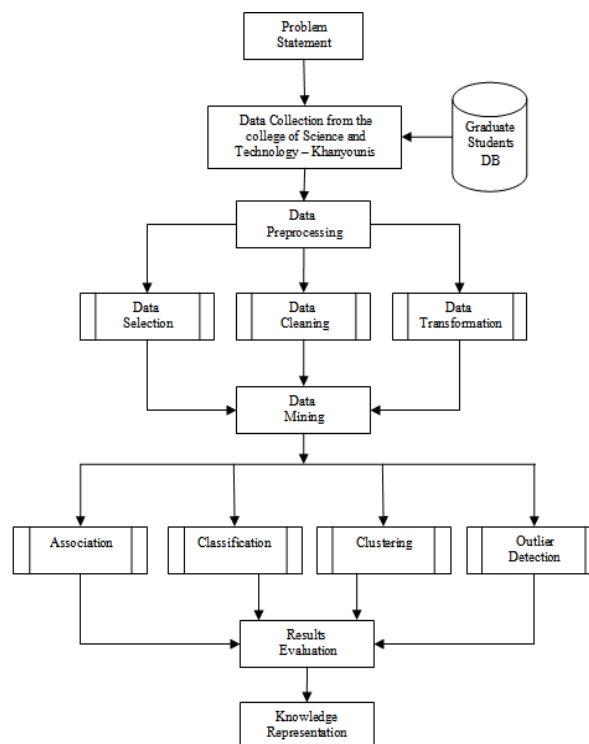 Problem
Statement
Data Collection from the
college of Science and
Technology – Khanyounis
Graduate
Students
DB
Data
Preprocessing
Data
Selection
Data
Cleaning
Data
Transformation
Data
Mining
Association
Classification
Clustering
Outlier
Detection
Results
Evaluation
Knowledge
Representation